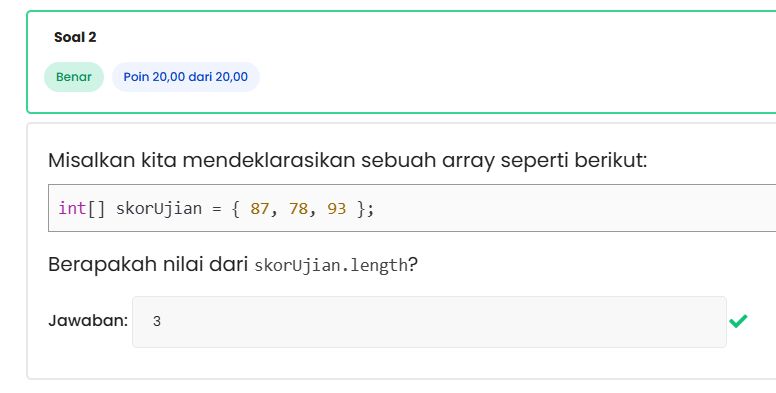 Soal 2
Benar Poin 20,00 dari 20,00
Misalkan kita mendeklarasikan sebuah array seperti berikut:
int[] skorUjian = { 87, 78, 93 };
Berapakah nilai dari skorUjian.length?
Jawaban: 3